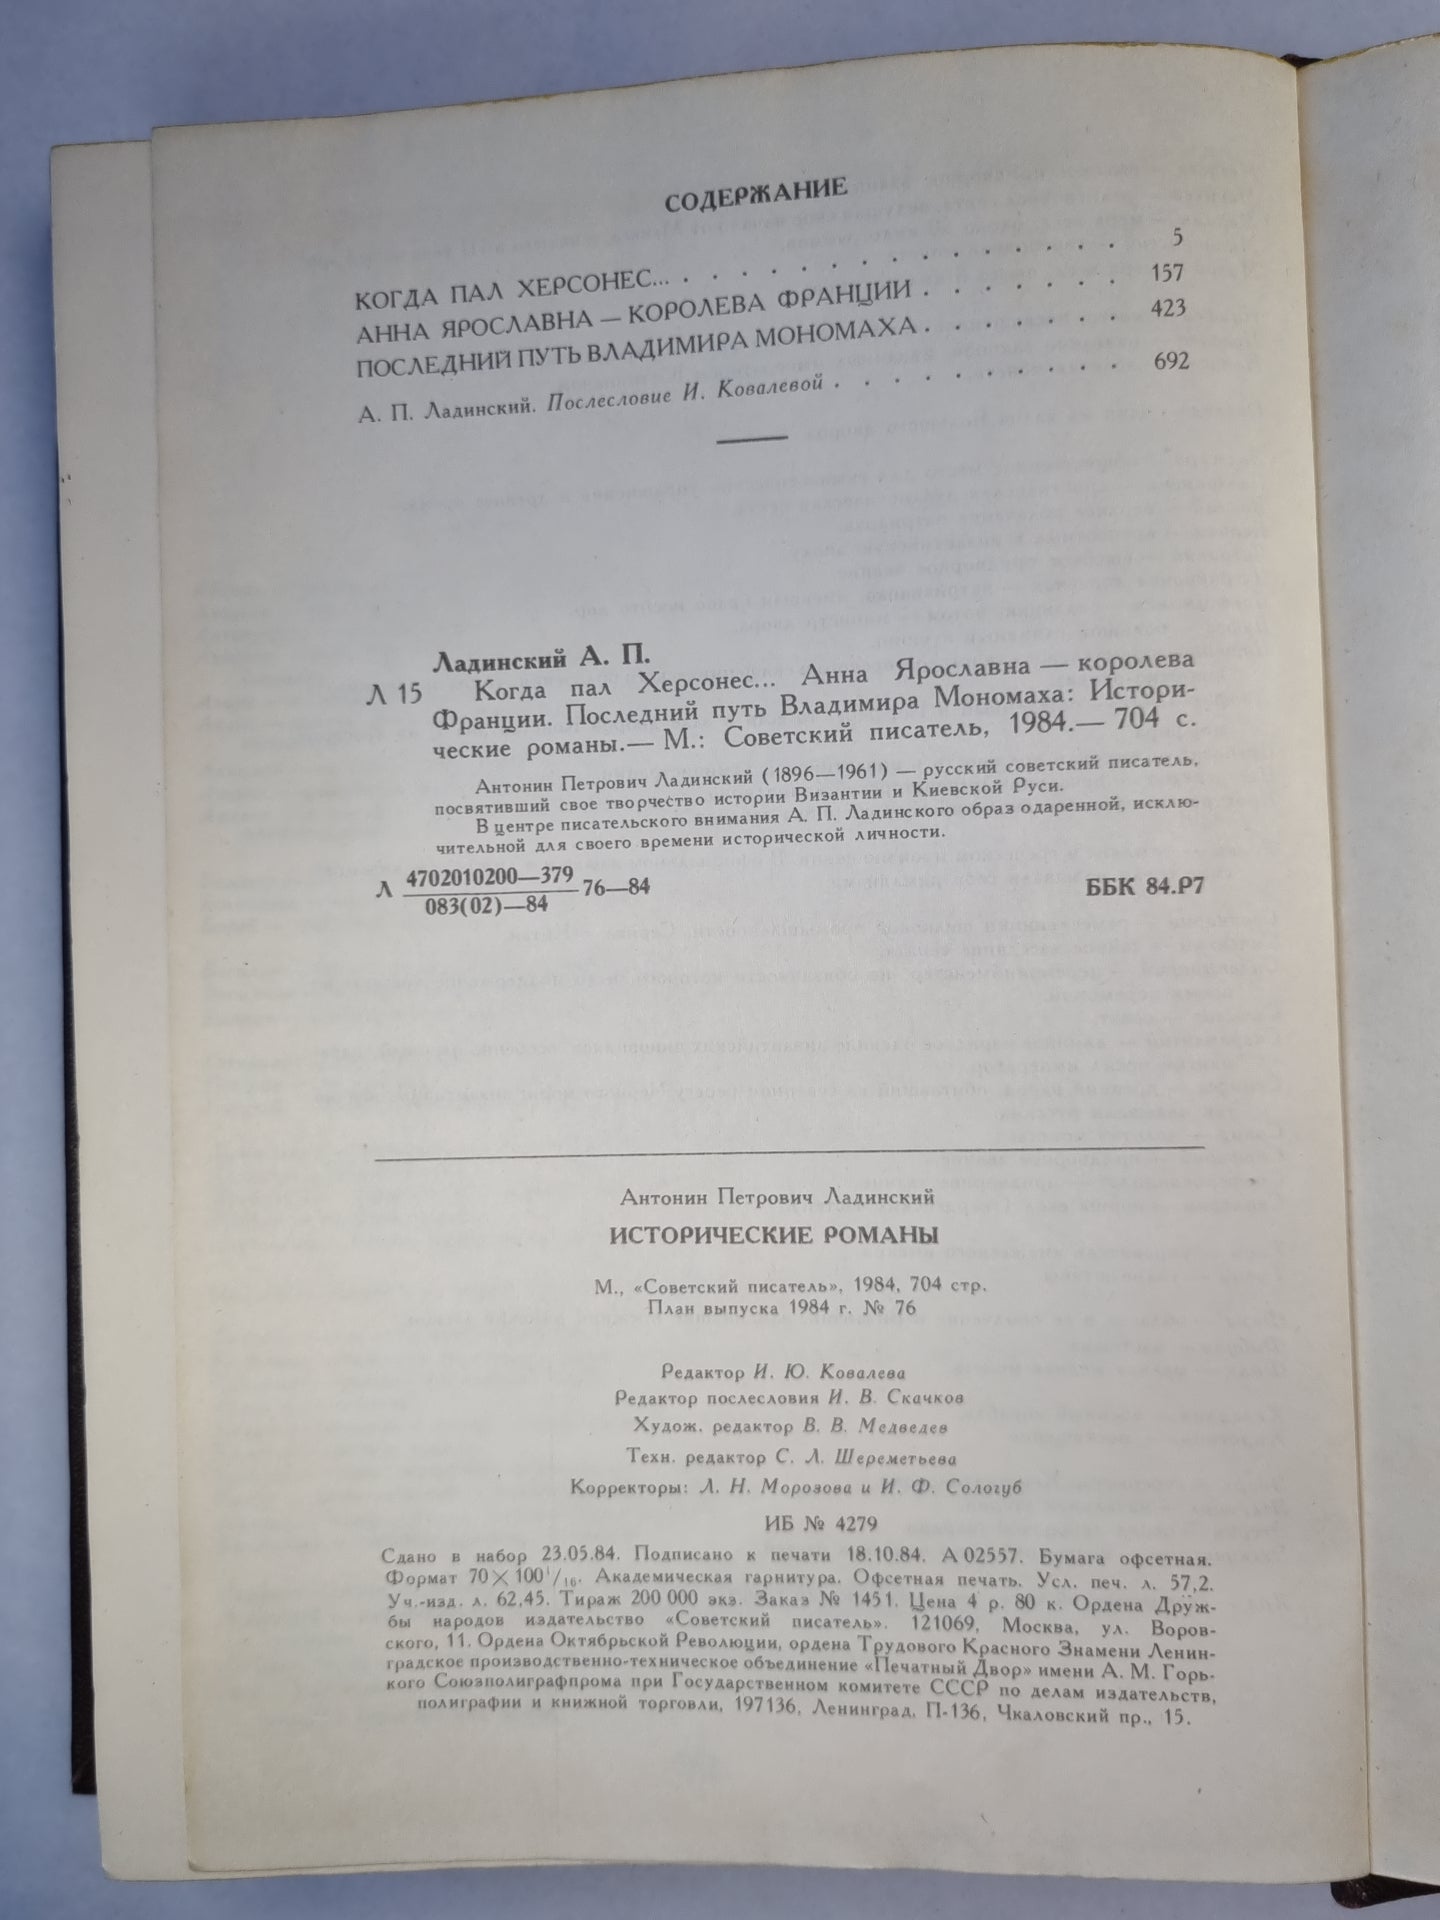 СОДЕРЖАНИЕ
КОГДА ПАЛ ХЕРСОНЕС... . . . . . . . . . . . . . . . 5
АННА ЯРОСЛАВНА — КОРОЛЕВА ФРАНЦИИ . . . . . . . 157
ПОСЛЕДНИЙ ПУТЬ ВЛАДИМИРА МОНОМАХА . . . . . . . 423
А. П. Ладинский. Послесловие И. Ковалевой . . . . . . . . . . 692
Ладинский А. П.
Л 15 Когда пал Херсонес... Анна Ярославна — королева
Франции. Последний путь Владимира Мономаха: Истори-
ческие романы.— М.: Советский писатель, 1984.— 704 с.
Антонин Петрович Ладинский (1896—1961) — русский советский писатель,
посвятивший свое творчество истории Византии и Киевской Руси.
В центре писательского внимания А. П. Ладинского образ одаренной, исклю-
чительной для своего времени исторической личности.
Л 4702010200—379
083(02)—84 76—84 ББК 84.Р7
Антонин Петрович Ладинский
ИСТОРИЧЕСКИЕ РОМАНЫ
М., «Советский писатель», 1984, 704 стр.
План выпуска 1984 г. № 76
Редактор И. Ю. Ковалева
Редактор послесловия И. В. Скачков
Худож. редактор В. В. Медведев
Техн. редактор С. Л. Шереметьева
Корректоры: Л. Н. Морозова и И. Ф. Сологуб
ИБ № 4279
Сдано в набор 23.05.84. Подписано к печати 18.10.84. А 02557. Бумага офсетная.
Формат 70×100¹/₁₆. Академическая гарнитура. Офсетная печать. Усл. печ. л. 57,2.
Уч.-изд. л. 62,45. Тираж 200 000 экз. Заказ № 1451. Цена 4 р. 80 к. Ордена Друж-
бы народов издательство «Советский писатель». 121069, Москва, ул. Воров-
ского, 11. Ордена Октябрьской Революции, ордена Трудового Красного Знамени Ленин-
градское производственно-техническое объединение «Печатный Двор» имени А. М. Горь-
кого Союзполиграфпрома при Государственном комитете СССР по делам издательств,
полиграфии и книжной торговли, 197136, Ленинград, П-136, Чкаловский пр., 15.